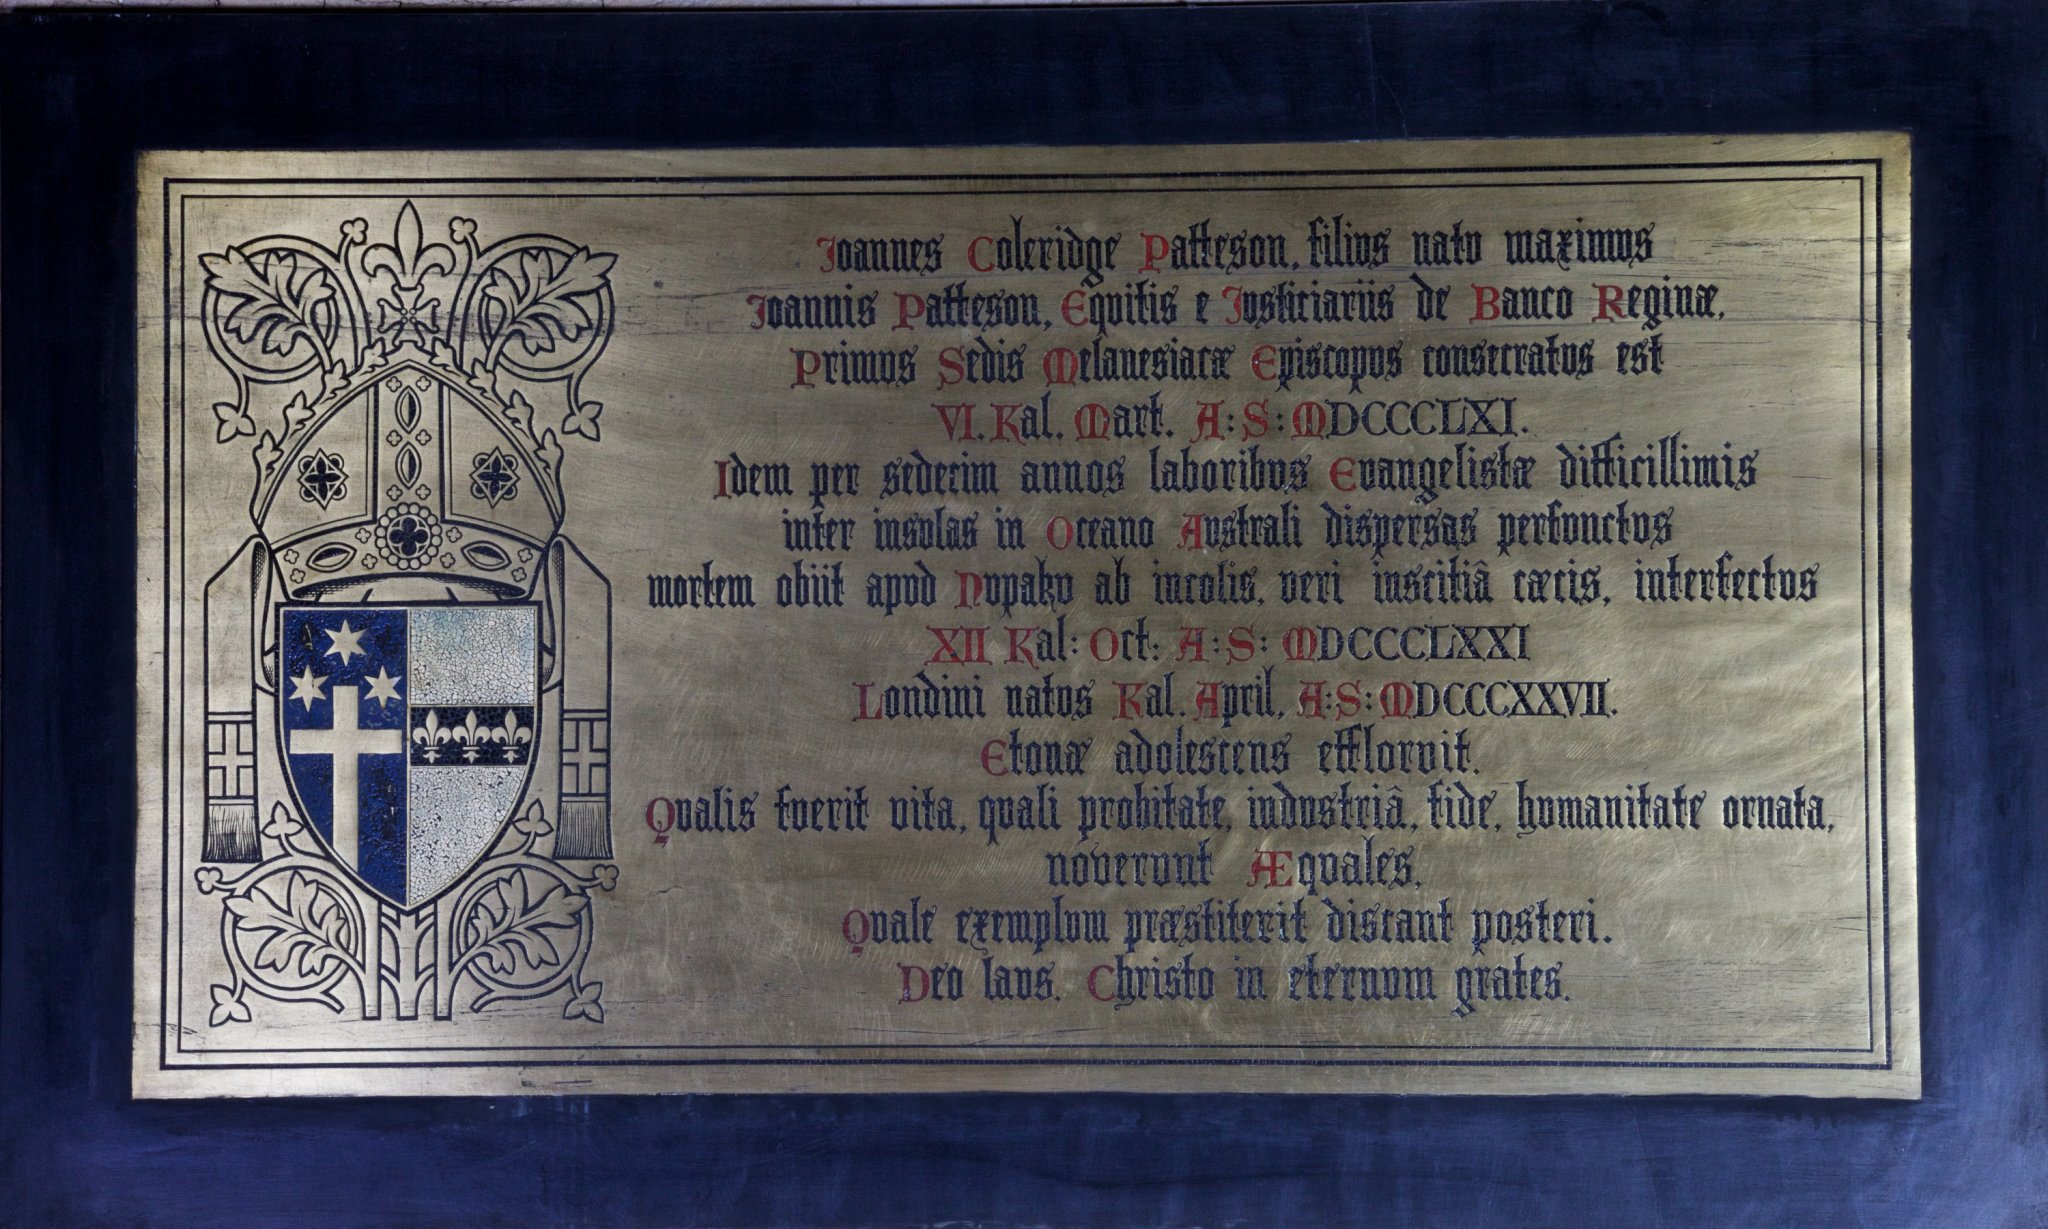 Ioannes Coleridge Patteson, filius natu maximus
Ioannis Patteson, Equitis e Iusticiariis de Banco Reginæ,
Primus Sedis Melanesiacæ Episcopus consecratus est
VI. Kal. Mart. A:S: MDCCCLXI.
Idem per sedecim annos laboribus Evangelistæ difficillimis
inter insulas in Oceano Australi dispersas perfunctus
mortem obiit apud Nupaku ab incolis, veri inscitiâ cæcis, interfectus
XII Kal: Oct: A:S: MDCCCLXXI
Londini natus Kal. April, A:S: MDCCCXXVII.
Etonæ adolescens effloruit.
Qualis fuerit vita, quali probitate, industriâ, fide, humanitate ornata,
noverunt Æquales,
Quale exemplum præstiterit discant posteri.
Deo laus. Christo in eternum grates.